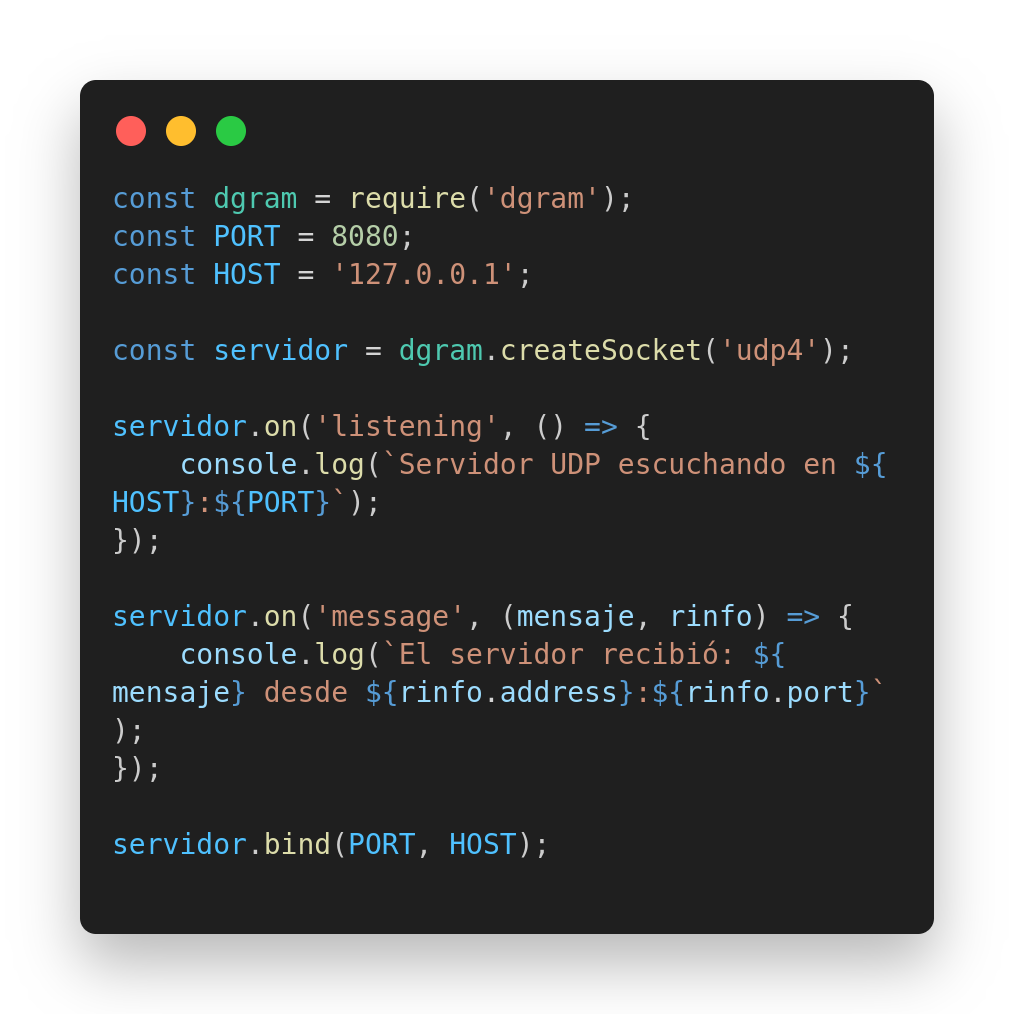 const dgram = require('dgram');
const PORT = 8080;
const HOST = '127.0.0.1';

const servidor = dgram.createSocket('udp4');

servidor.on('listening', () => {
    console.log(`Servidor UDP escuchando en ${
HOST}:${PORT}`);
});

servidor.on('message', (mensaje, rinfo) => {
    console.log(`El servidor recibió: ${
mensaje} desde ${rinfo.address}:${rinfo.port}`
);
});

servidor.bind(PORT, HOST);